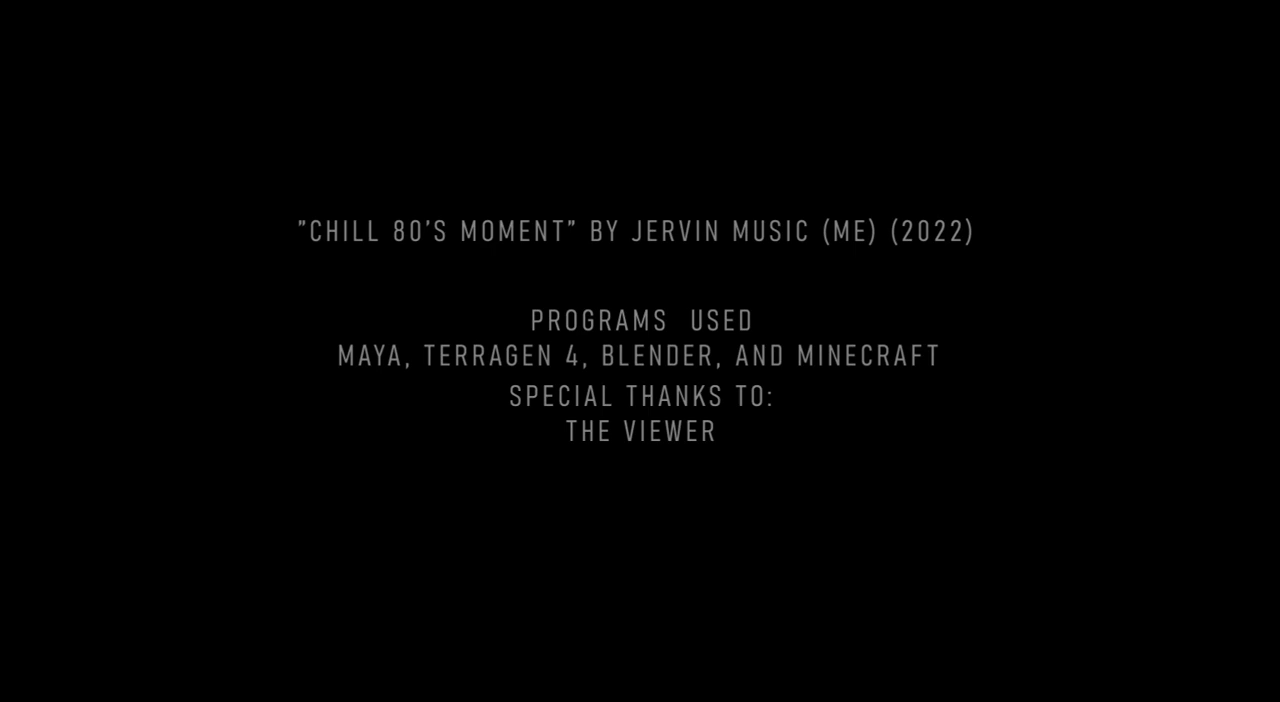 "CHILL 80'S MOMENT" BY JERVIN MUSIC (ME) (2022)
PROGRAMS USED
MAYA, TERRAGEN 4, BLENDER, AND MINECRAFT
SPECIAL THANKS TO:
THE VIEWER